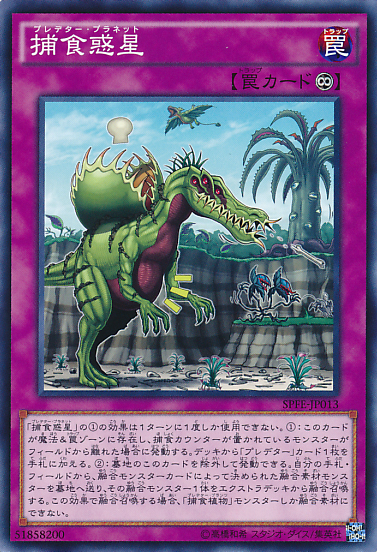 プレデター・プラネット
捕食惑星
トラップ
罠
トラップ
【罠カード∞】
SPFE-JP013
「捕食惑星」の①の効果は1ターンに1度しか使用できない。①:このカード
が魔法&罠ゾーンに存在し、捕食カウンターが置かれているモンスターが
フィールドから離れた場合に発動する。デッキから「プレデター」カード1枚を
手札に加える。②:墓地のこのカードを除外して発動できる。自分の手札・
フィールドから、融合モンスターカードによって決められた融合素材モンス
ターを墓地へ送り、その融合モンスター1体をエクストラデッキから融合召喚
する。この効果で融合召喚する場合、「捕食植物」モンスターしか融合素材に
できない。
51858200
©高橋和希 スタジオ・ダイス/集英社